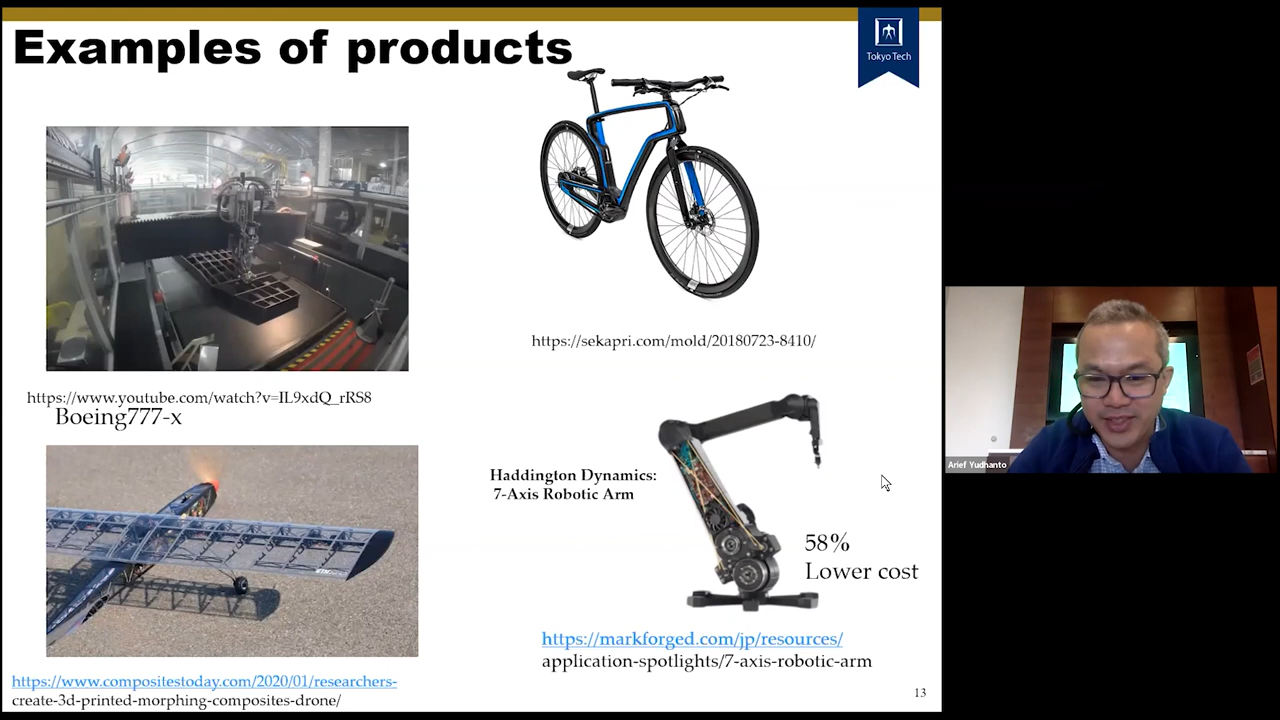 Examples of products
Tokyo Tech
https://www.youtube.com/watch?v=IL9xdQ_rRS8
Boeing777-x
https://sekapri.com/mold/20180723-8410/
Haddington Dynamics:
7-Axis Robotic Arm
58%
Lower cost
https://markforged.com/jp/resources/
application-spotlights/7-axis-robotic-arm
https://www.compositestoday.com/2020/01/researchers-
create-3d-printed-morphing-composites-drone/
13
Arief Yudhanto